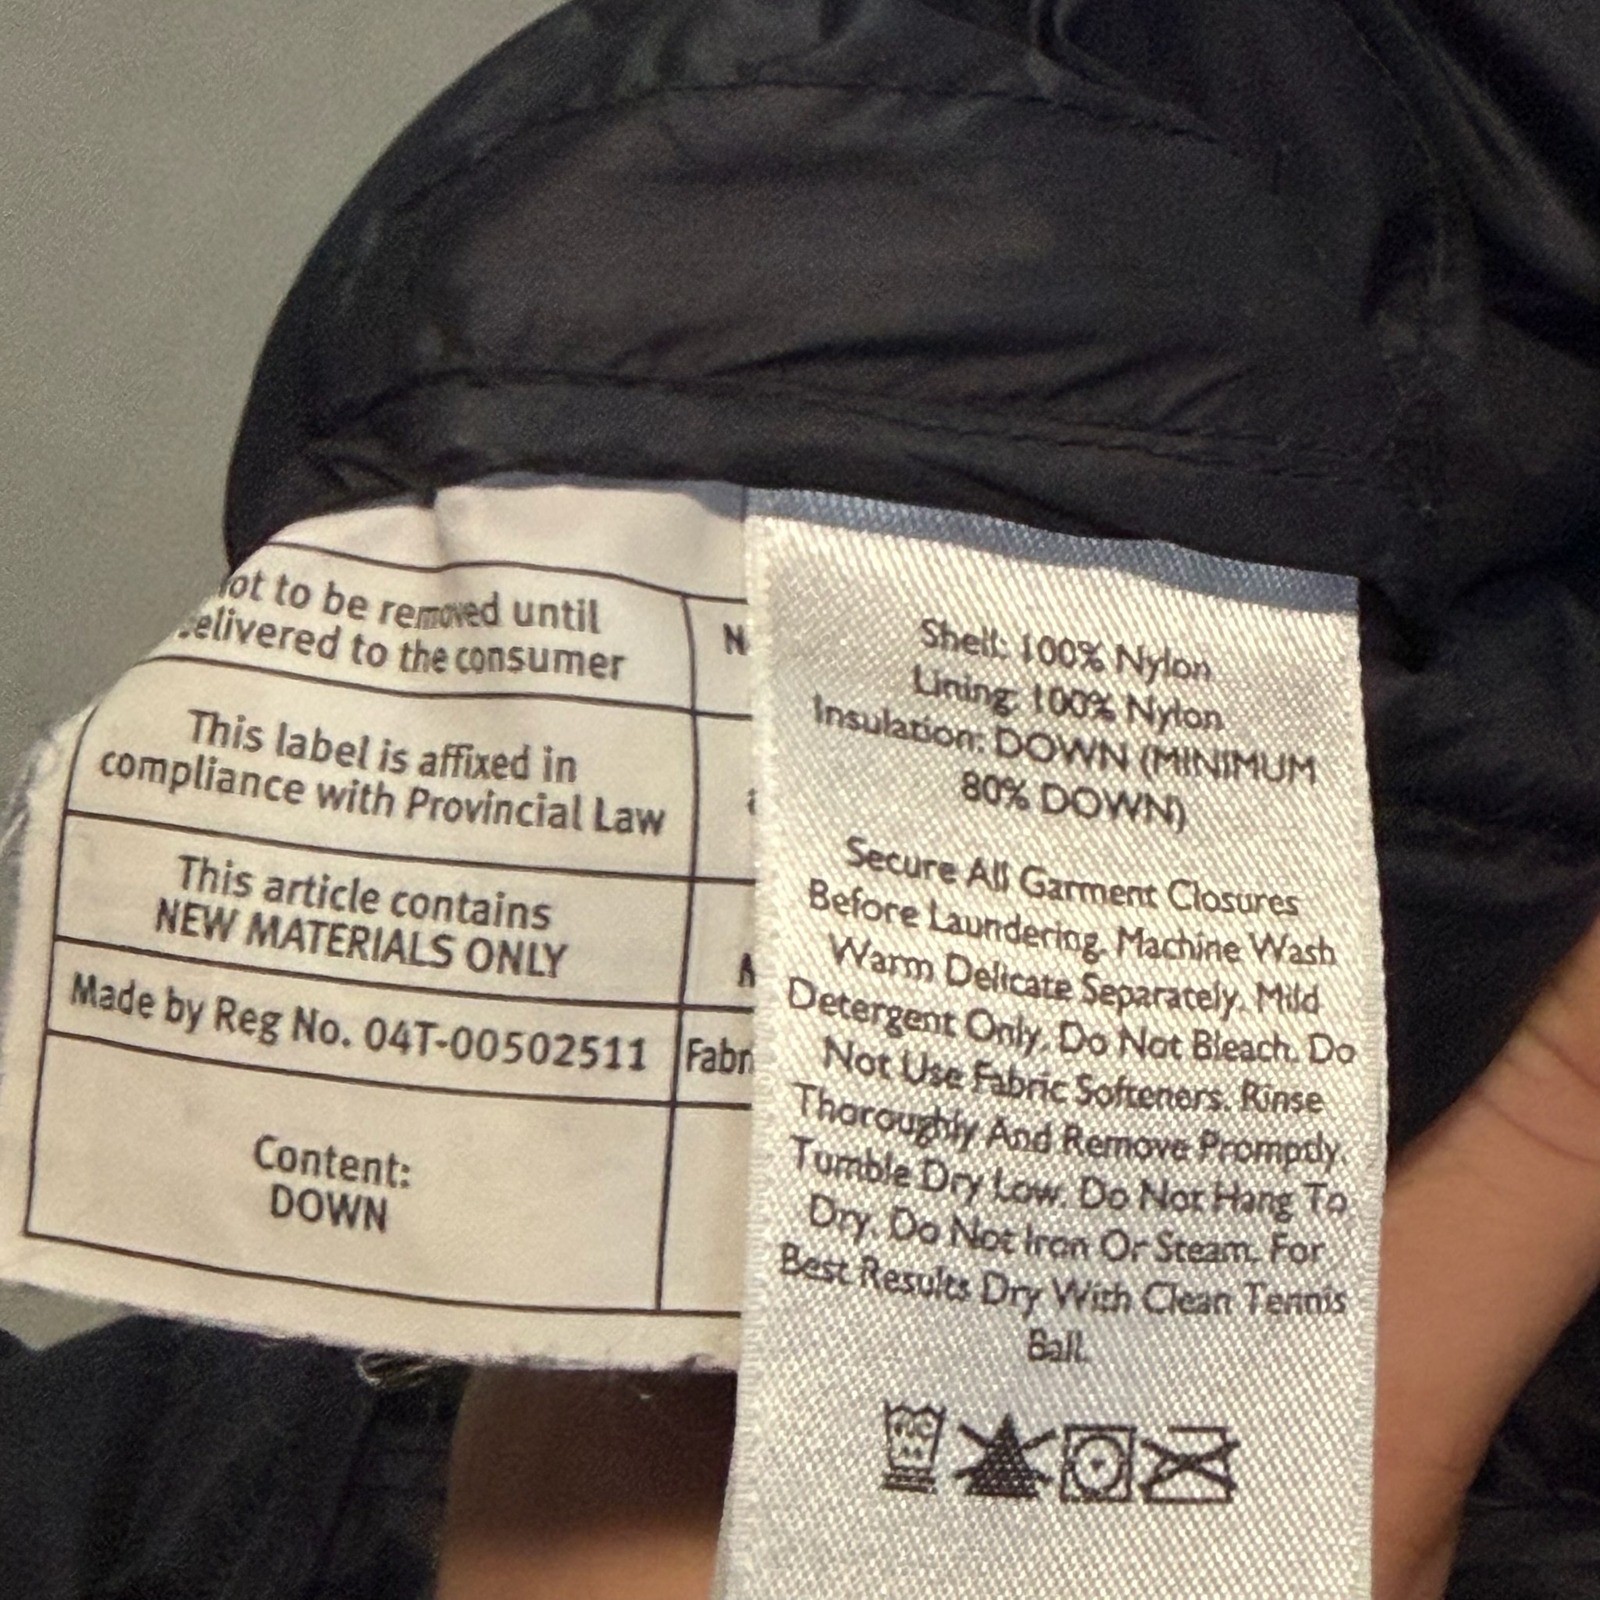 ot to be removed until
elivered to the consumer
This label is affixed in
compliance with Provincial Law
This article contains
NEW MATERIALS ONLY
Made by Reg No. 04T-00502511
Content:
DOWN
N
Fabr
Shell: 100% Nylon
Lining: 100% Nylon
Insulation: DOWN (MINIMUM
80% DOWN)
Secure All Garment Closures
Before Laundering. Machine Wash
Warm Delicate Separately. Mild
Detergent Only. Do Not Bleach. Do
Not Use Fabric Softeners. Rinse
Thoroughly And Remove Promptly.
Tumble Dry Low. Do Not Hang To
Dry. Do Not Iron Or Steam. For
Best Results Dry With Clean Tennis
Ball.